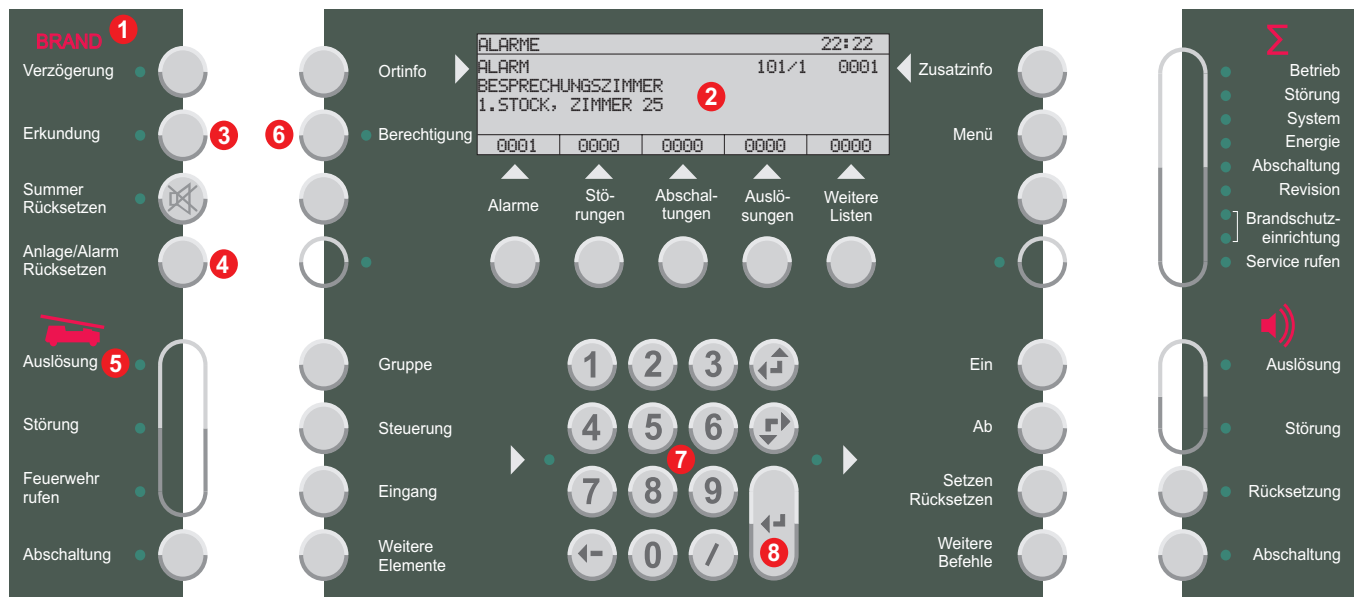 BRAND 1
Verzögerung
Erkundung 3
Summer
Rücksetzen
Anlage/Alarm
Rücksetzen 4
Auslösung 5
Störung
Feuerwehr
rufen
Abschaltung
Ortinfo
6 Berechtigung
ALARME 22:22
ALARM 101/1 0001
BESPRECHUNGSZIMMER
1.STOCK, ZIMMER 25
2
0001 0000 0000 0000 0000
Alarme
Stö-
rungen
Abschal-
tungen
Auslö-
sungen
Weitere
Listen
Zusatzinfo
Menü
Gruppe
Steuerung
Eingang
Weitere
Elemente
1 2 3
4 5 6
7
7 8 9
0 /
8
Ein
Ab
Setzen
Rücksetzen
Weitere
Befehle
Σ
Betrieb
Störung
System
Energie
Abschaltung
Revision
Brandschutz-
einrichtung
Service rufen
Auslösung
Störung
Rücksetzung
Abschaltung